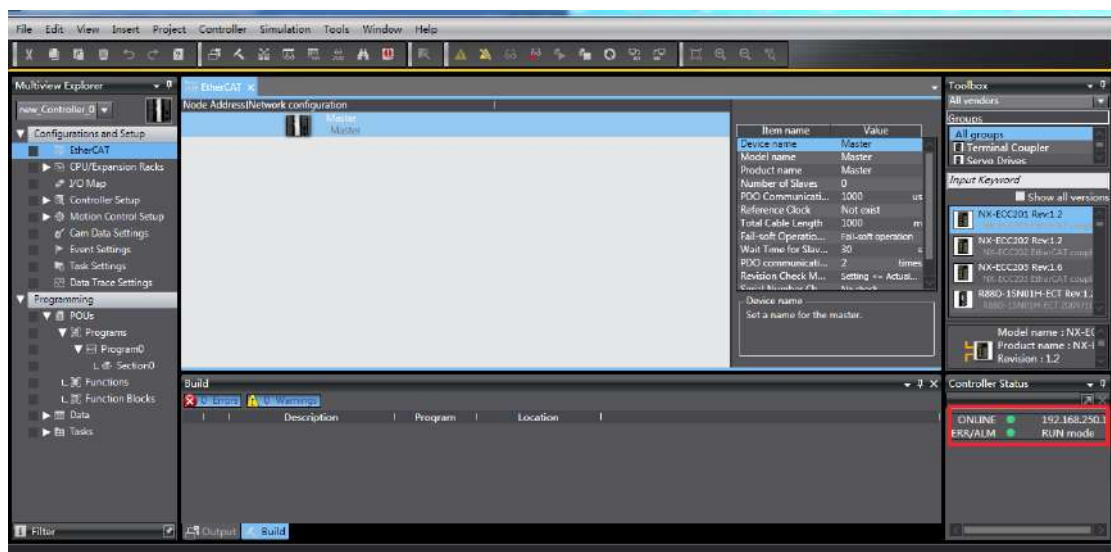 File Edit View Insert Project Controller Simulation Tools Window Help
Multiview Explorer
new_Controller_0
Configurations and Setup
EtherCAT
CPU/Expansion Racks
I/O Map
Controller Setup
Motion Control Setup
Cam Data Settings
Event Settings
Task Settings
Data Trace Settings
Programming
POUs
Programs
Program0
Section0
Functions
Function Blocks
Data
Tasks
Filter
EtherCAT
Node Address|Network configuration
Master
Master
Item name Value
Device name Master
Model name Master
Product name Master
Number of Slaves 0
PDO Communicati... 1000 us
Reference Clock Not exist
Total Cable Length 1000 m
Fail-soft Operatio... Fail-soft operation
Wait Time for Slav... 30 s
PDO communicati... 2 times
Revision Check M... Setting <= Actual...
Device name
Set a name for the master.
Build
0 Errors 0 Warnings
Description Program Location
Output Build
Toolbox
All vendors
Groups
All groups
Terminal Coupler
Servo Drives
Input Keyword
Show all versions
NX-ECC201 Rev:1.2
NX-ECC202 Rev:1.2
NX-ECC202 EtherCAT coupl
NX-ECC203 Rev:1.6
NX-ECC203 EtherCAT coupl
R88D-1SN01H-ECT Rev:1.
Model name : NX-EC
Product name : NX-
Revision : 1.2
Controller Status
ONLINE 192.168.250.1
ERR/ALM RUN mode